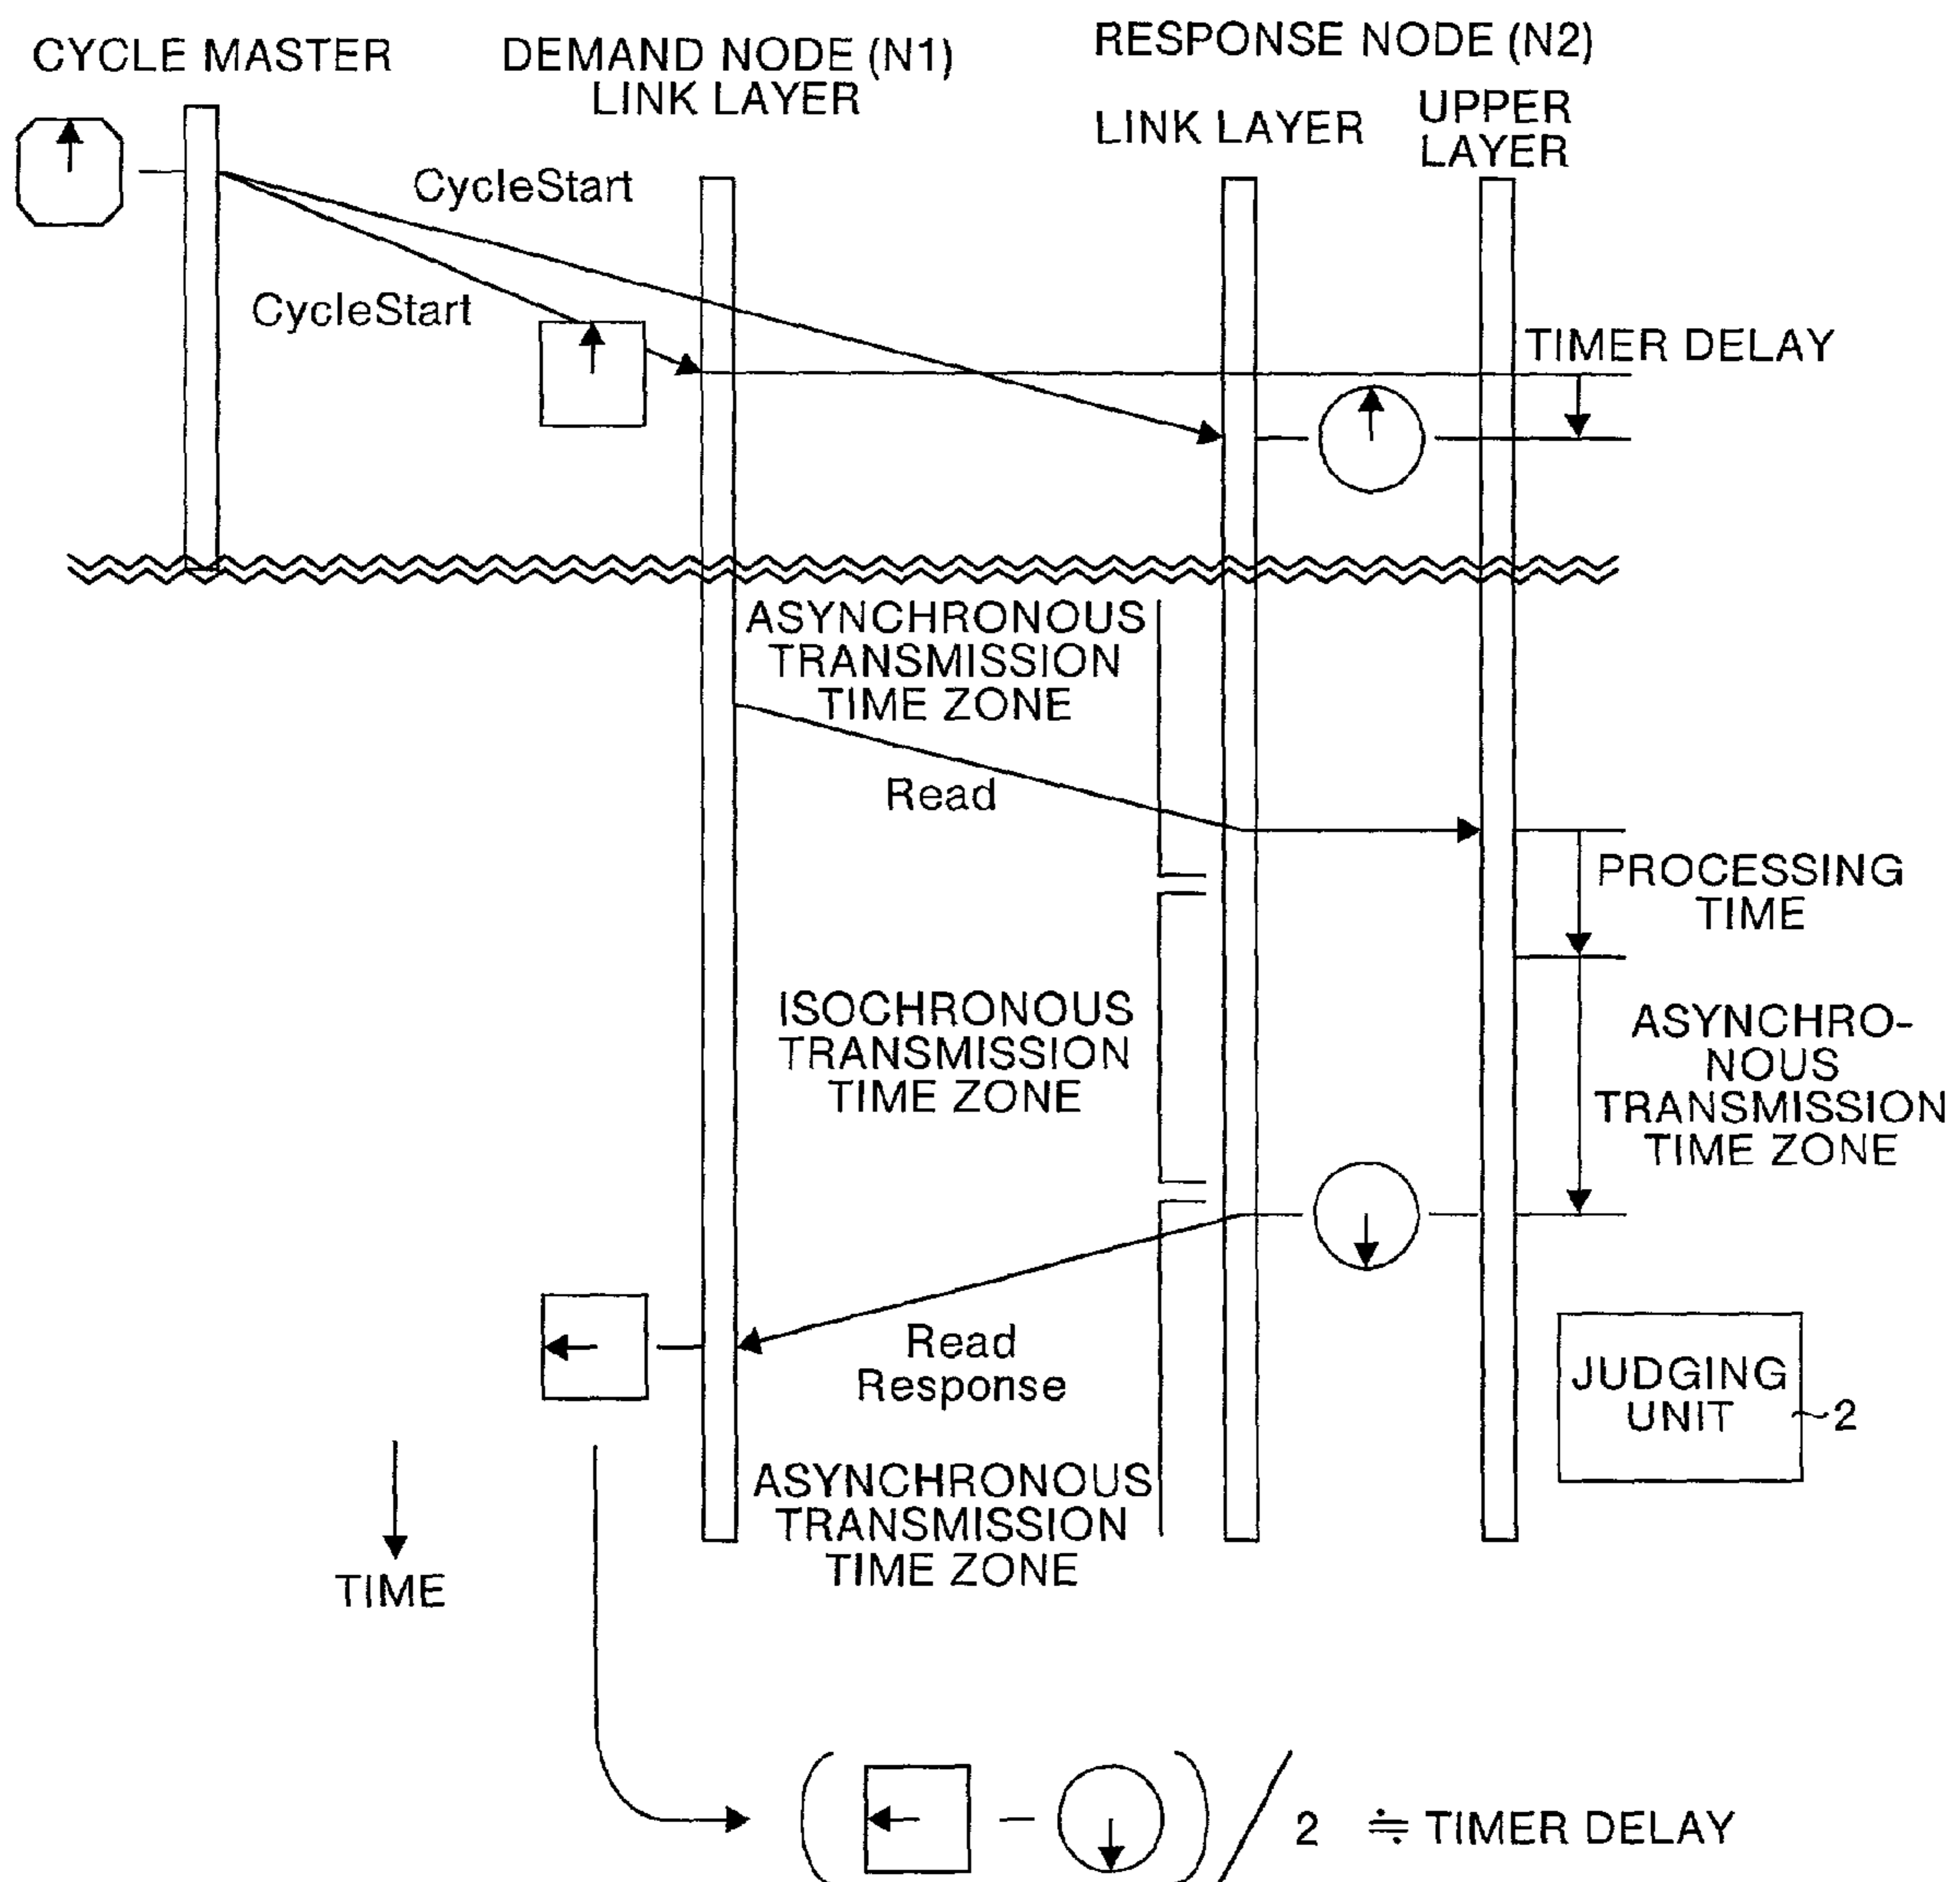 CYCLE MASTER
DEMAND NODE (N1)
LINK LAYER
RESPONSE NODE (N2)
LINK LAYER
UPPER
LAYER
CycleStart
CycleStart
TIMER DELAY
ASYNCHRONOUS
TRANSMISSION
TIME ZONE
Read
PROCESSING
TIME
ISOCHRONOUS
TRANSMISSION
TIME ZONE
ASYNCHRO-
NOUS
TRANSMISSION
TIME ZONE
Read
Response
JUDGING
UNIT
2
ASYNCHRONOUS
TRANSMISSION
TIME ZONE
TIME
( − ) / 2 ≒ TIMER DELAY